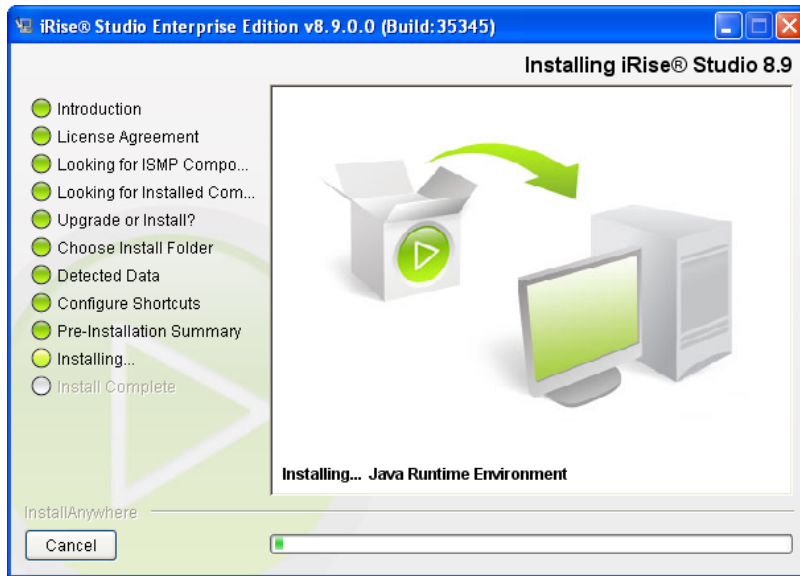 iRise® Studio Enterprise Edition v8.9.0.0 (Build:35345)
Installing iRise® Studio 8.9
Introduction
License Agreement
Looking for ISMP Compo...
Looking for Installed Com...
Upgrade or Install?
Choose Install Folder
Detected Data
Configure Shortcuts
Pre-Installation Summary
Installing...
Install Complete
Installing... Java Runtime Environment
InstallAnywhere
Cancel